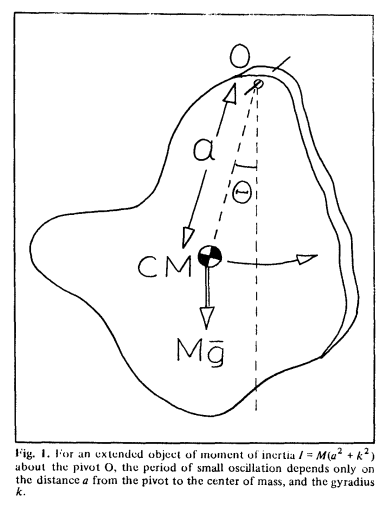 O
a
Θ
CM
Mḡ
Fig. 1. For an extended object of moment of inertia I = M(a² + k²)
about the pivot O, the period of small oscillation depends only on
the distance a from the pivot to the center of mass, and the gyradius
k.